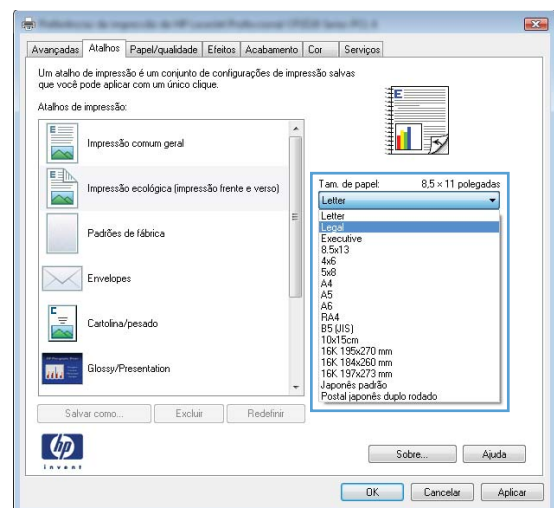 Avançadas Atalhos Papel/qualidade Efeitos Acabamento Cor Serviços
Um atalho de impressão é um conjunto de configurações de impressão salvas
que você pode aplicar com um único clique.
Atalhos de impressão:
Impressão comum geral
Impressão ecológica (impressão frente e verso)
Padrões de fábrica
Envelopes
Cartolina/pesado
Glossy/Presentation
Tam. de papel: 8,5 × 11 polegadas
Letter
Letter
Legal
Executive
8.5x13
4x6
5x8
A4
A5
A6
RA4
B5 (JIS)
10x15cm
16K 195x270 mm
16K 184x260 mm
16K 197x273 mm
Japonês padrão
Postal japonês duplo rodado
Salvar como... Excluir Redefinir
hp
invent
Sobre... Ajuda
OK Cancelar Aplicar